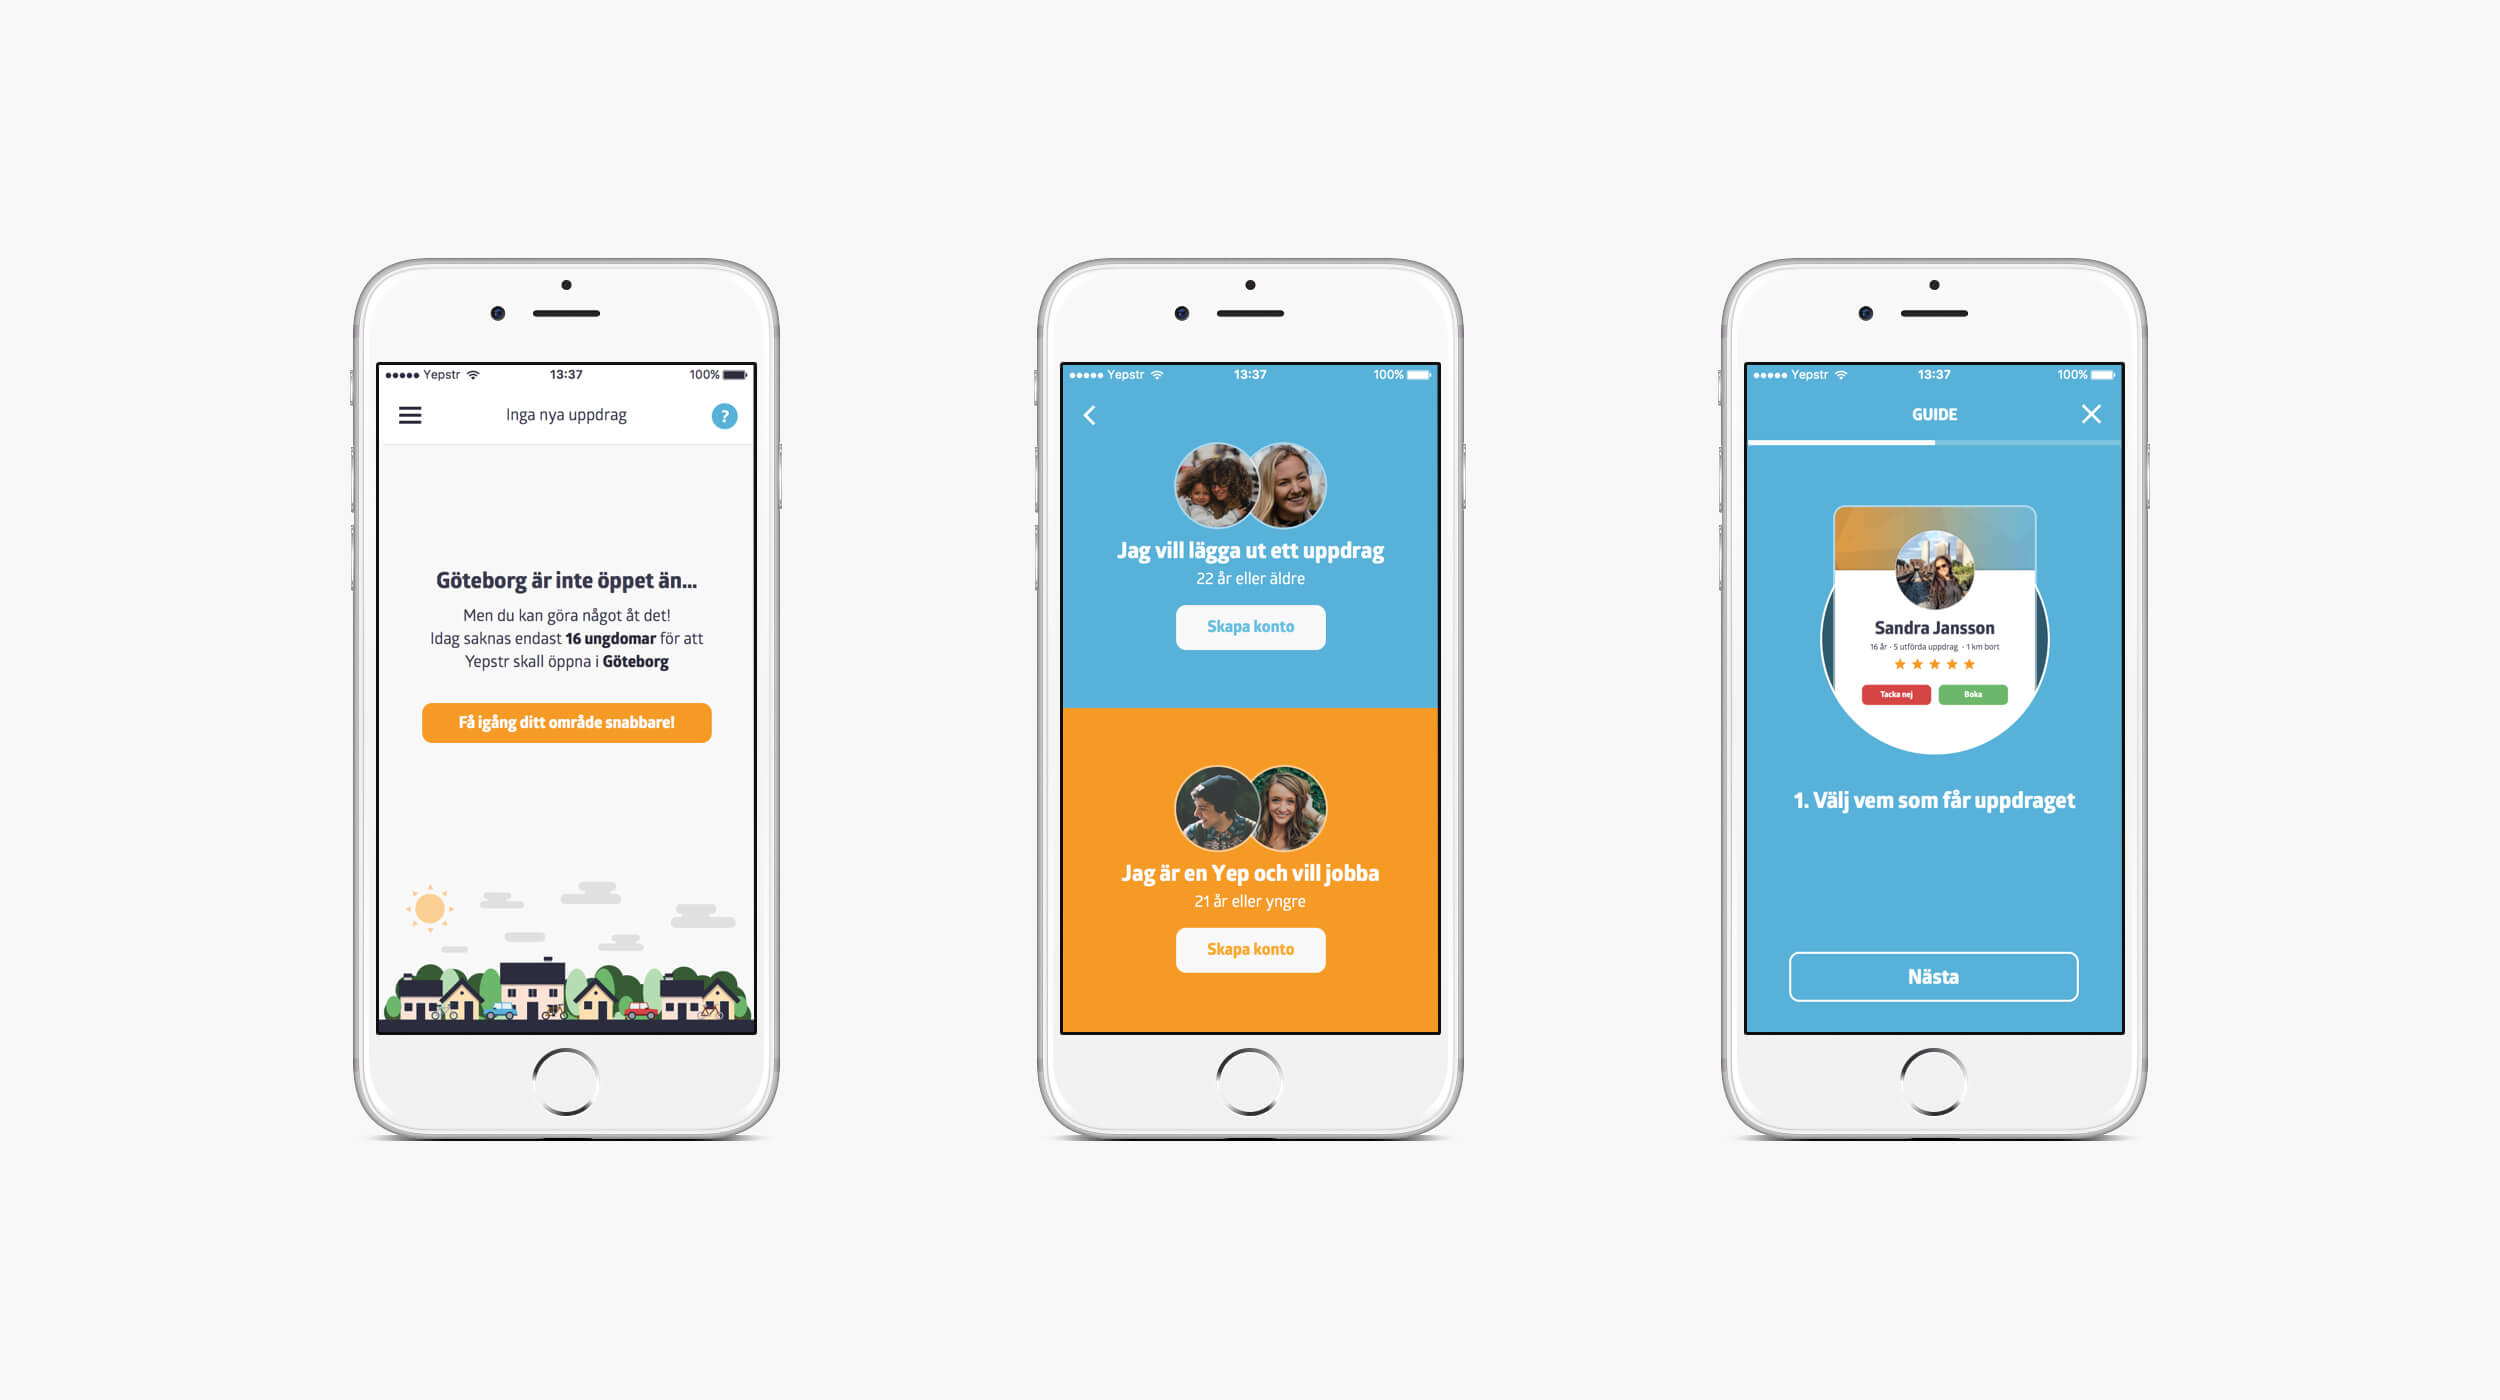 Yepstr 13:37 100%
Inga nya uppdrag ?
Göteborg är inte öppet än...
Men du kan göra något åt det!
Idag saknas endast 16 ungdomar för att
Yepstr skall öppna i Göteborg
Få igång ditt område snabbare!
Yepstr 13:37 100%
Jag vill lägga ut ett uppdrag
22 år eller äldre
Skapa konto
Jag är en Yep och vill jobba
21 år eller yngre
Skapa konto
Yepstr 13:37 100%
GUIDE
Sandra Jansson
16 år · 5 utförda uppdrag · 1 km bort
Tacka nej Boka
1. Välj vem som får uppdraget
Nästa